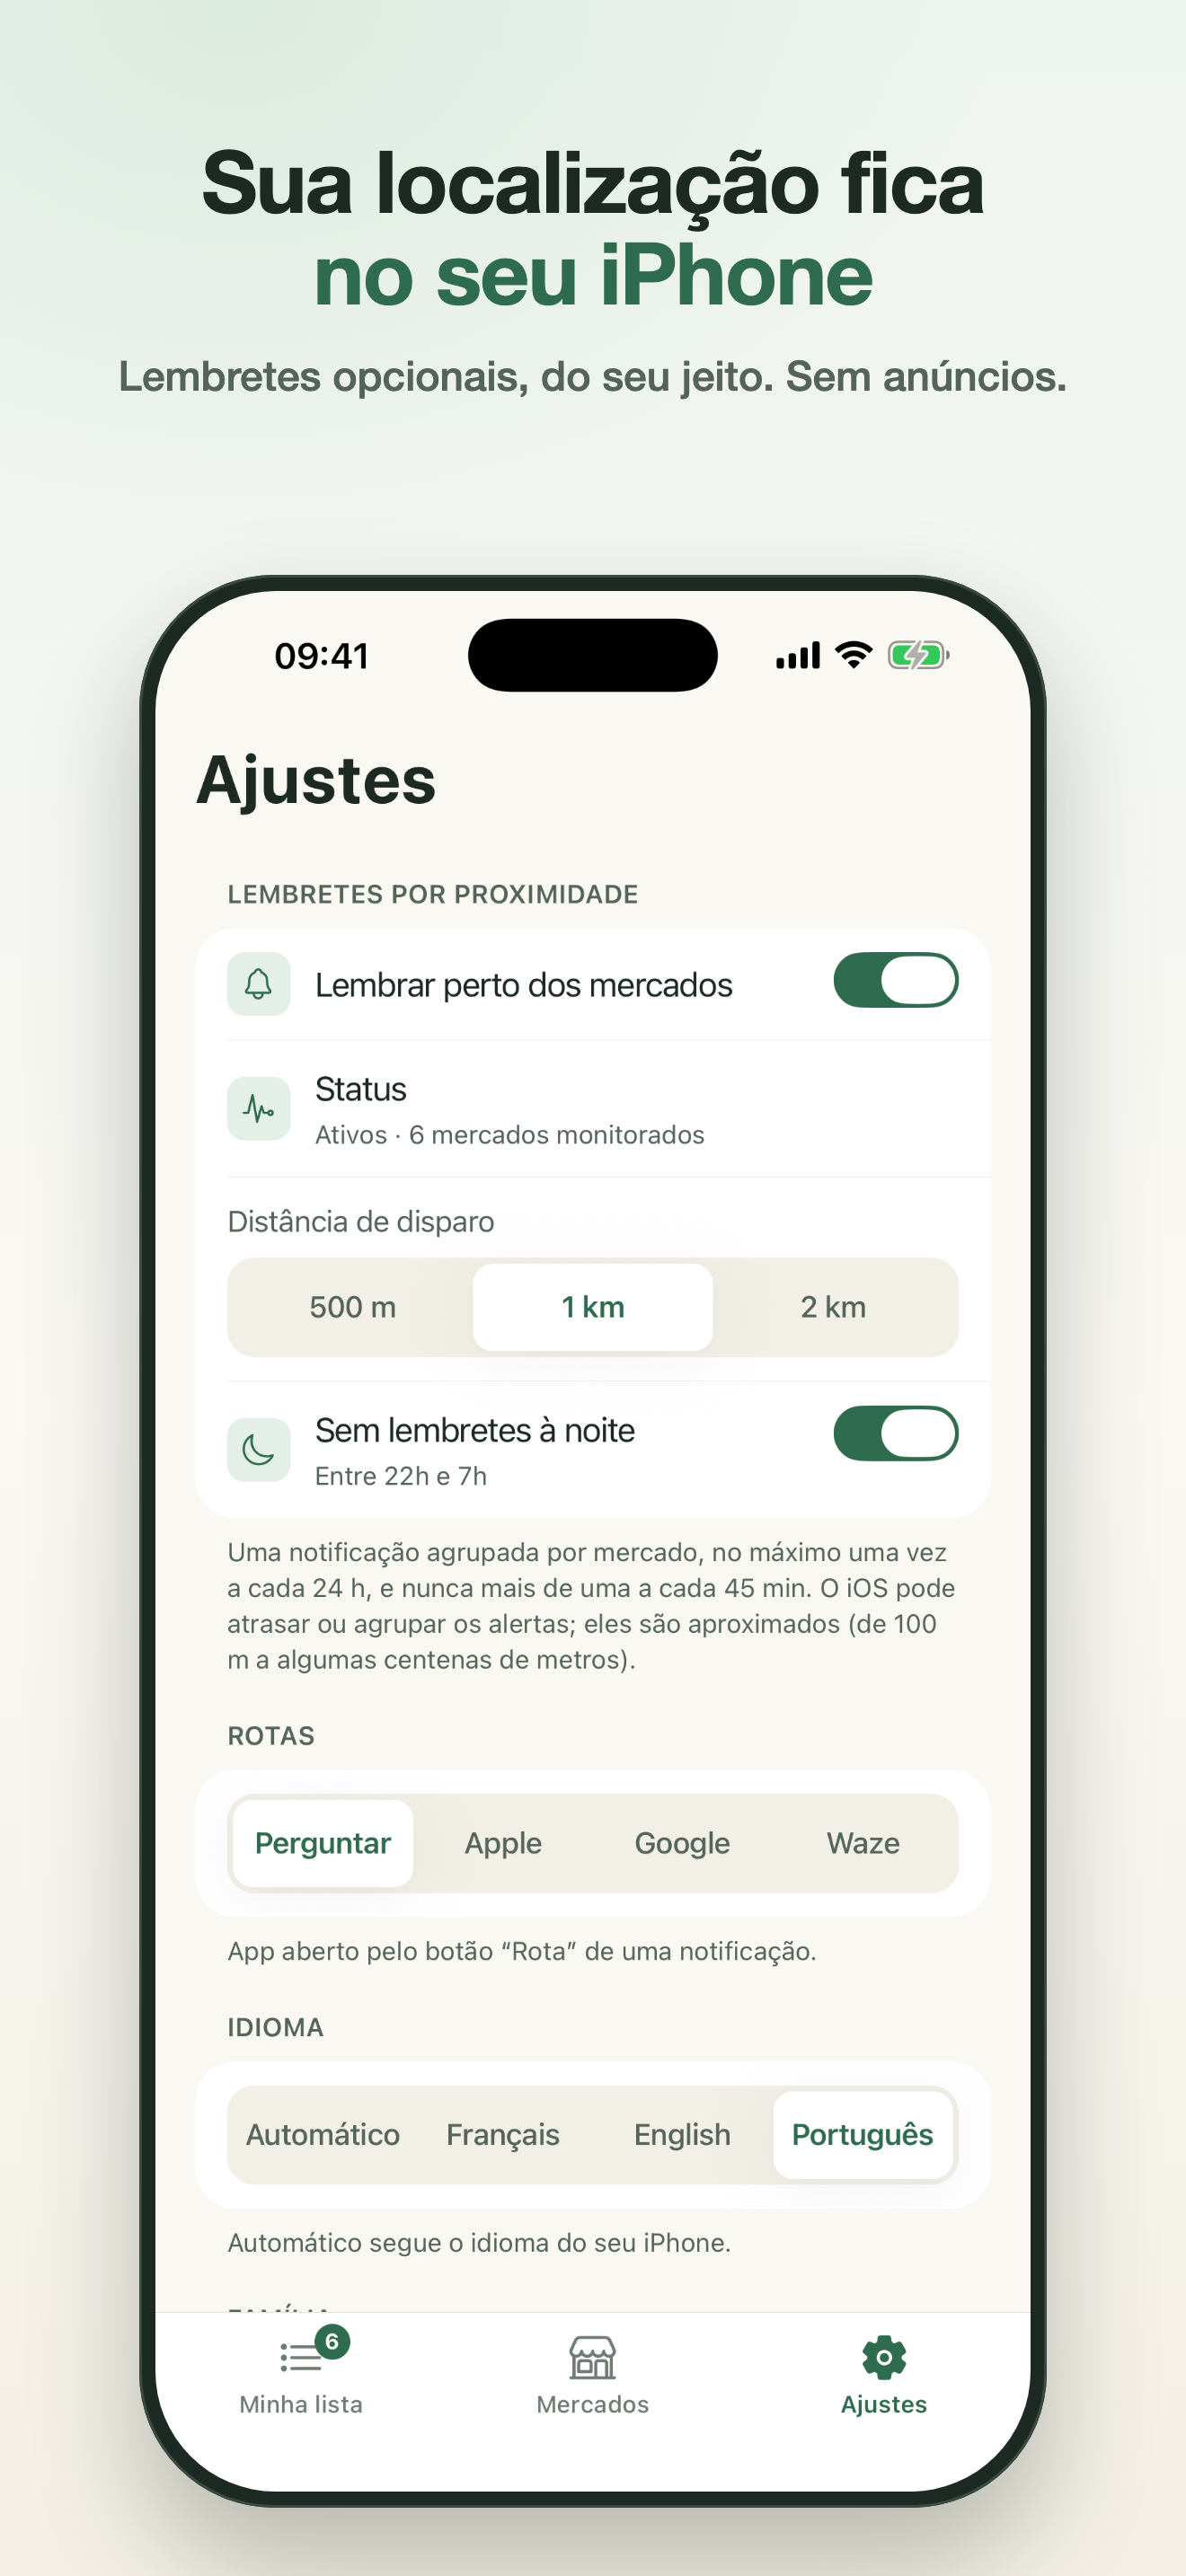 Sua localização fica
no seu iPhone
Lembretes opcionais, do seu jeito. Sem anúncios.
09:41
Ajustes
LEMBRETES POR PROXIMIDADE
Lembrar perto dos mercados
Status
Ativos · 6 mercados monitorados
Distância de disparo
500 m 1 km 2 km
Sem lembretes à noite
Entre 22h e 7h
Uma notificação agrupada por mercado, no máximo uma vez
a cada 24 h, e nunca mais de uma a cada 45 min. O iOS pode
atrasar ou agrupar os alertas; eles são aproximados (de 100
m a algumas centenas de metros).
ROTAS
Perguntar Apple Google Waze
App aberto pelo botão “Rota” de uma notificação.
IDIOMA
Automático Français English Português
Automático segue o idioma do seu iPhone.
6
Minha lista Mercados Ajustes